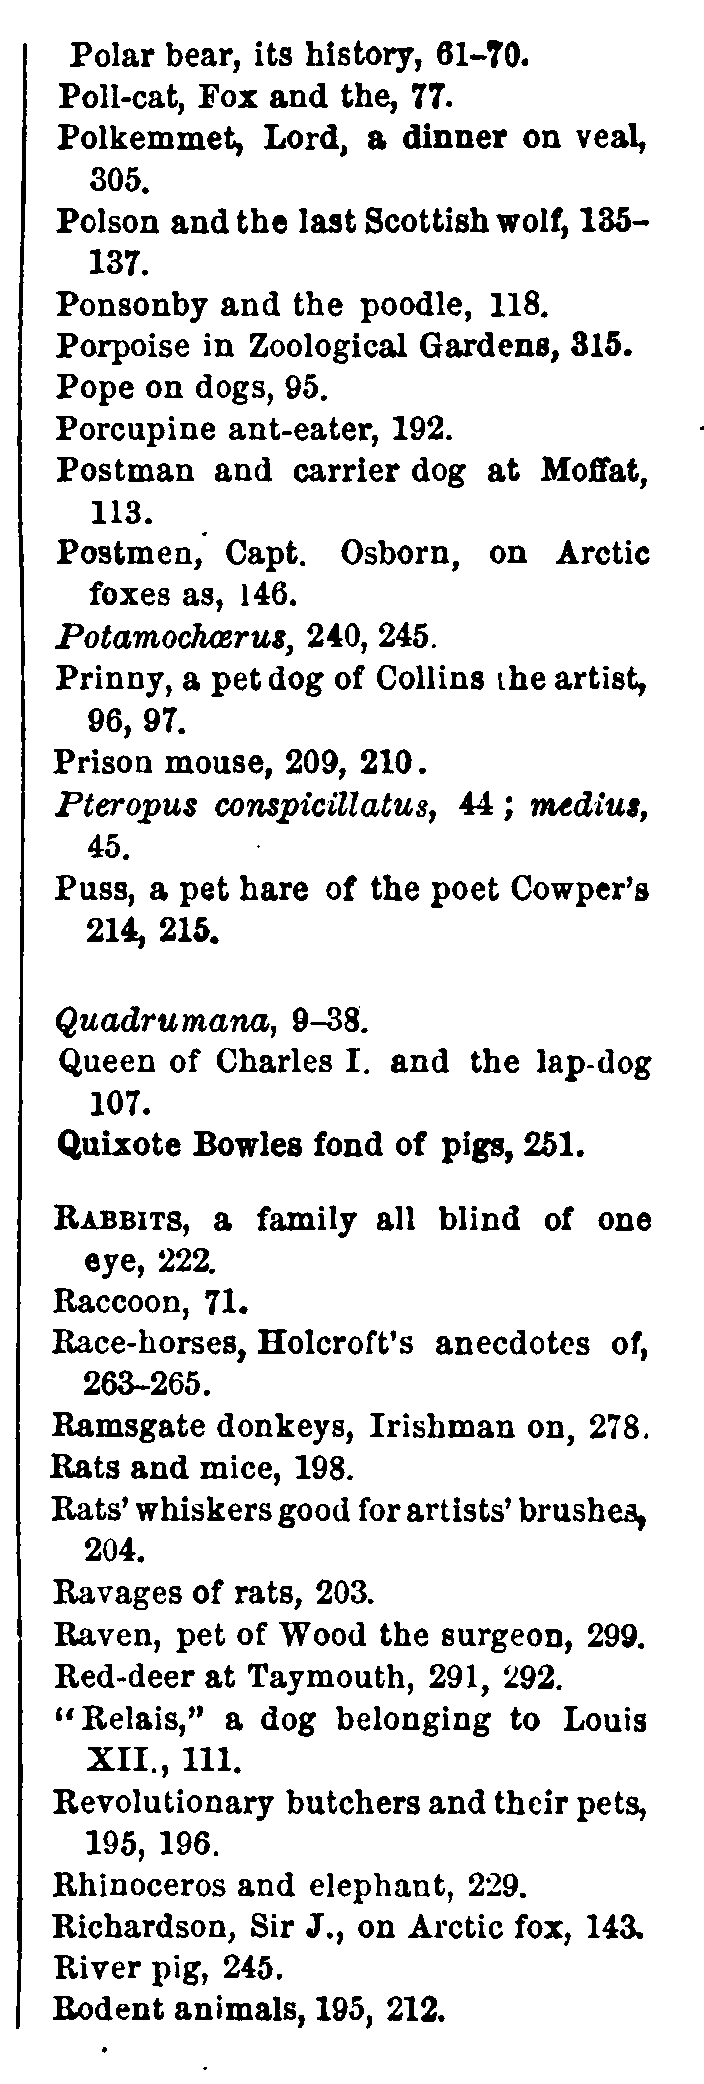 Polar bear, its history, 61–70.
Poll-cat, Fox and the, 77.
Polkemmet, Lord, a dinner on veal,
305.
Polson and the last Scottish wolf, 135–
137.
Ponsonby and the poodle, 118.
Porpoise in Zoological Gardens, 315.
Pope on dogs, 95.
Porcupine ant-eater, 192.
Postman and carrier dog at Moffat,
113.
Postmen, Capt. Osborn, on Arctic
foxes as, 146.
Potamochœrus, 240, 245.
Prinny, a pet dog of Collins the artist,
96, 97.
Prison mouse, 209, 210.
Pteropus conspicillatus, 44 ; medius,
45.
Puss, a pet hare of the poet Cowper's
214, 215.
Quadrumana, 9–38.
Queen of Charles I. and the lap-dog
107.
Quixote Bowles fond of pigs, 251.
RABBITS, a family all blind of one
eye, 222.
Raccoon, 71.
Race-horses, Holcroft's anecdotes of,
263–265.
Ramsgate donkeys, Irishman on, 278.
Rats and mice, 198.
Rats' whiskers good for artists' brushes,
204.
Ravages of rats, 203.
Raven, pet of Wood the surgeon, 299.
Red-deer at Taymouth, 291, 292.
"Relais," a dog belonging to Louis
XII., 111.
Revolutionary butchers and their pets,
195, 196.
Rhinoceros and elephant, 229.
Richardson, Sir J., on Arctic fox, 143.
River pig, 245.
Rodent animals, 195, 212.